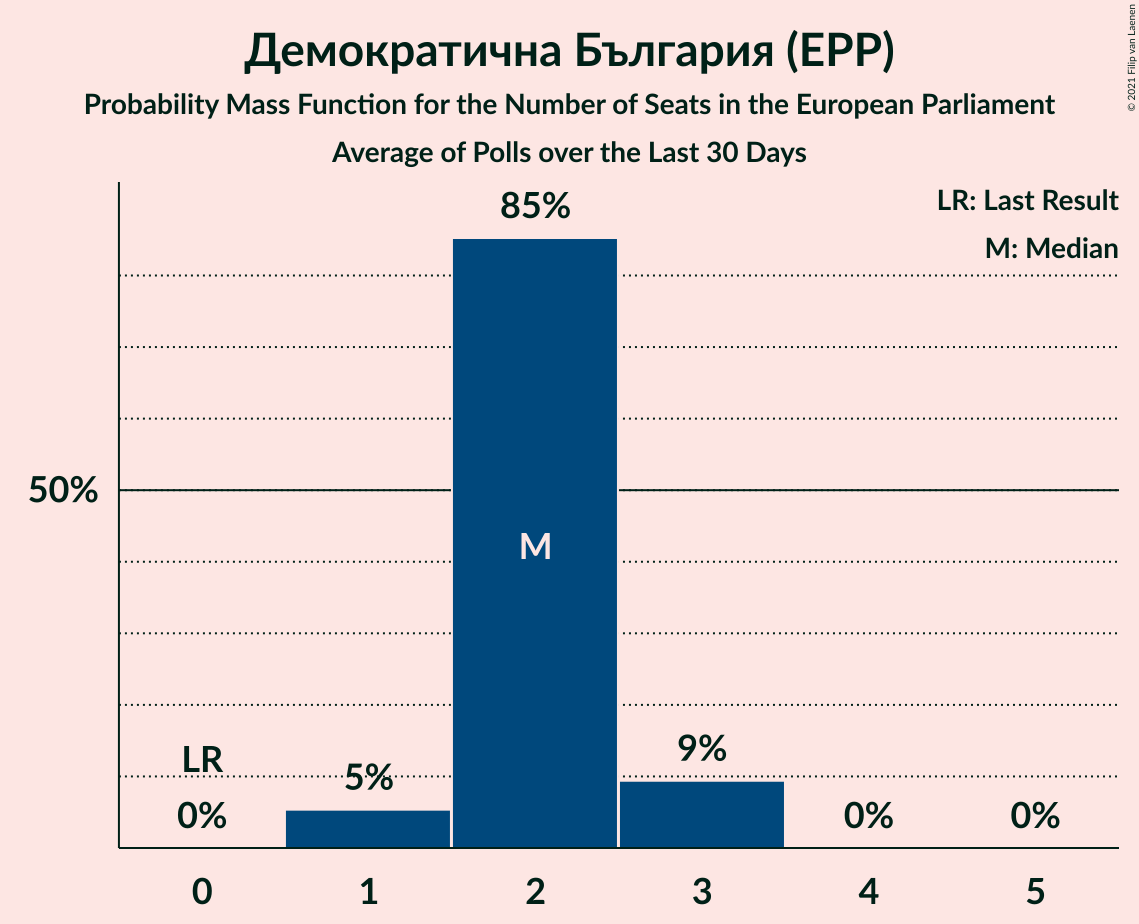 Демократична България (EPP)
Probability Mass Function for the Number of Seats in the European Parliament
Average of Polls over the Last 30 Days
© 2021 Filip van Laenen
LR: Last Result
M: Median
85%
50%
M
LR
0%
5%
9%
0%
0%
0 1 2 3 4 5